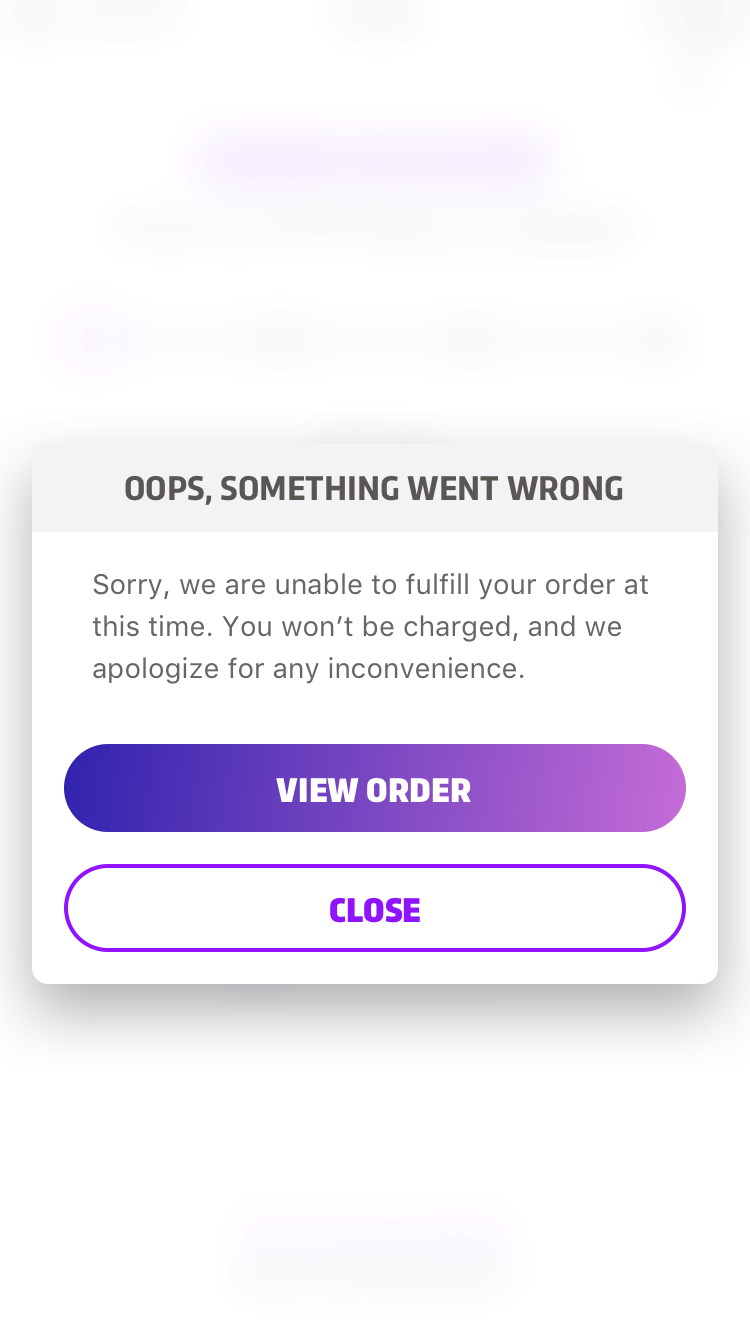 OOPS, SOMETHING WENT WRONG
Sorry, we are unable to fulfill your order at
this time. You won’t be charged, and we
apologize for any inconvenience.
VIEW ORDER
CLOSE